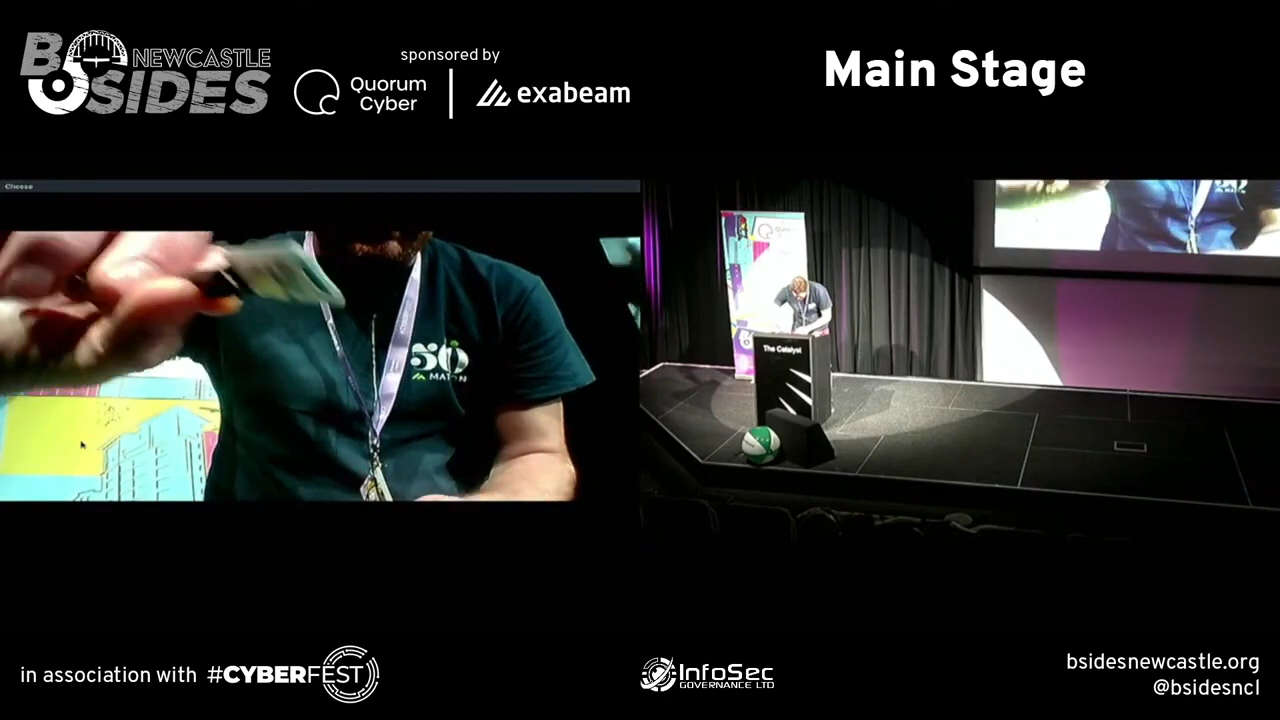 BSIDES
NEWCASTLE
sponsored by
Quorum
Cyber
exabeam
Main Stage
Cheese
50
The Catalyst
in association with #CYBERFEST
InfoSec
GOVERNANCE LTD
bsidesnewcastle.org
@bsidesncl